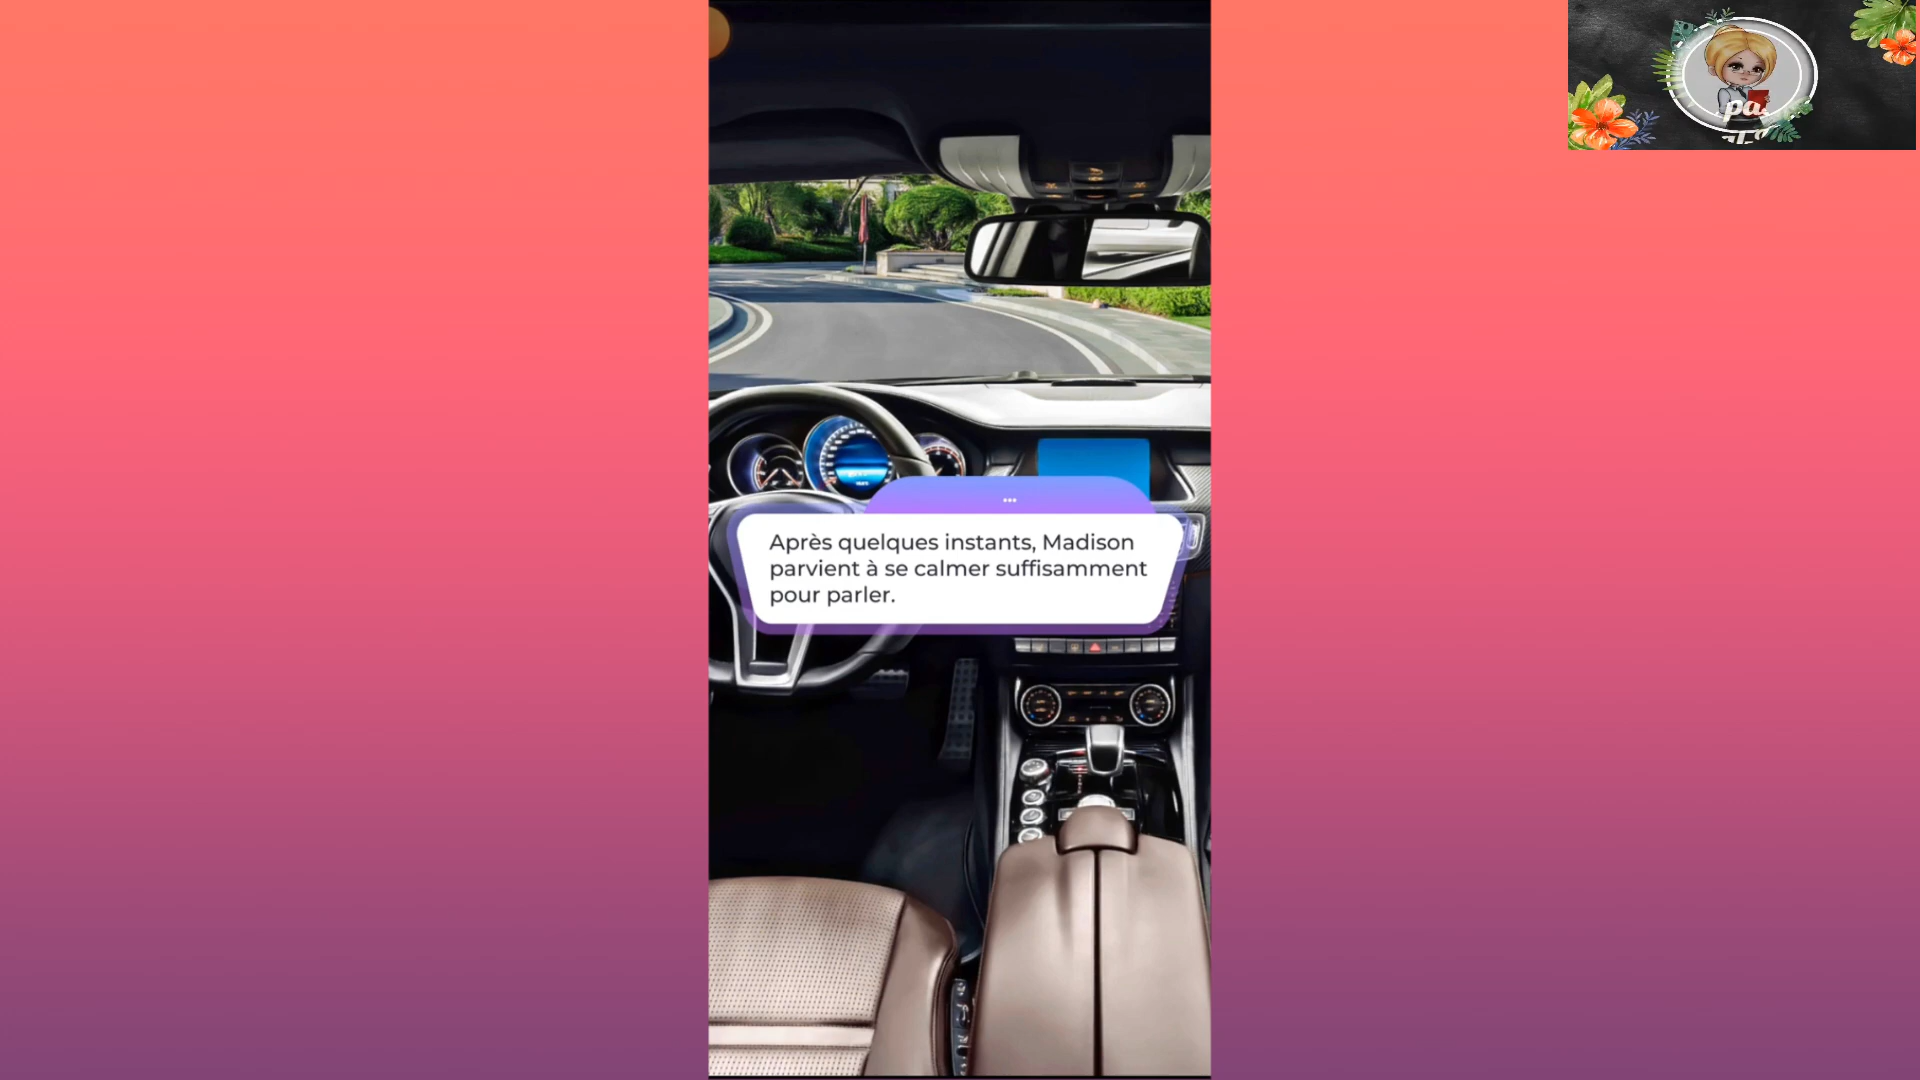 ...
Après quelques instants, Madison
parvient à se calmer suffisamment
pour parler.